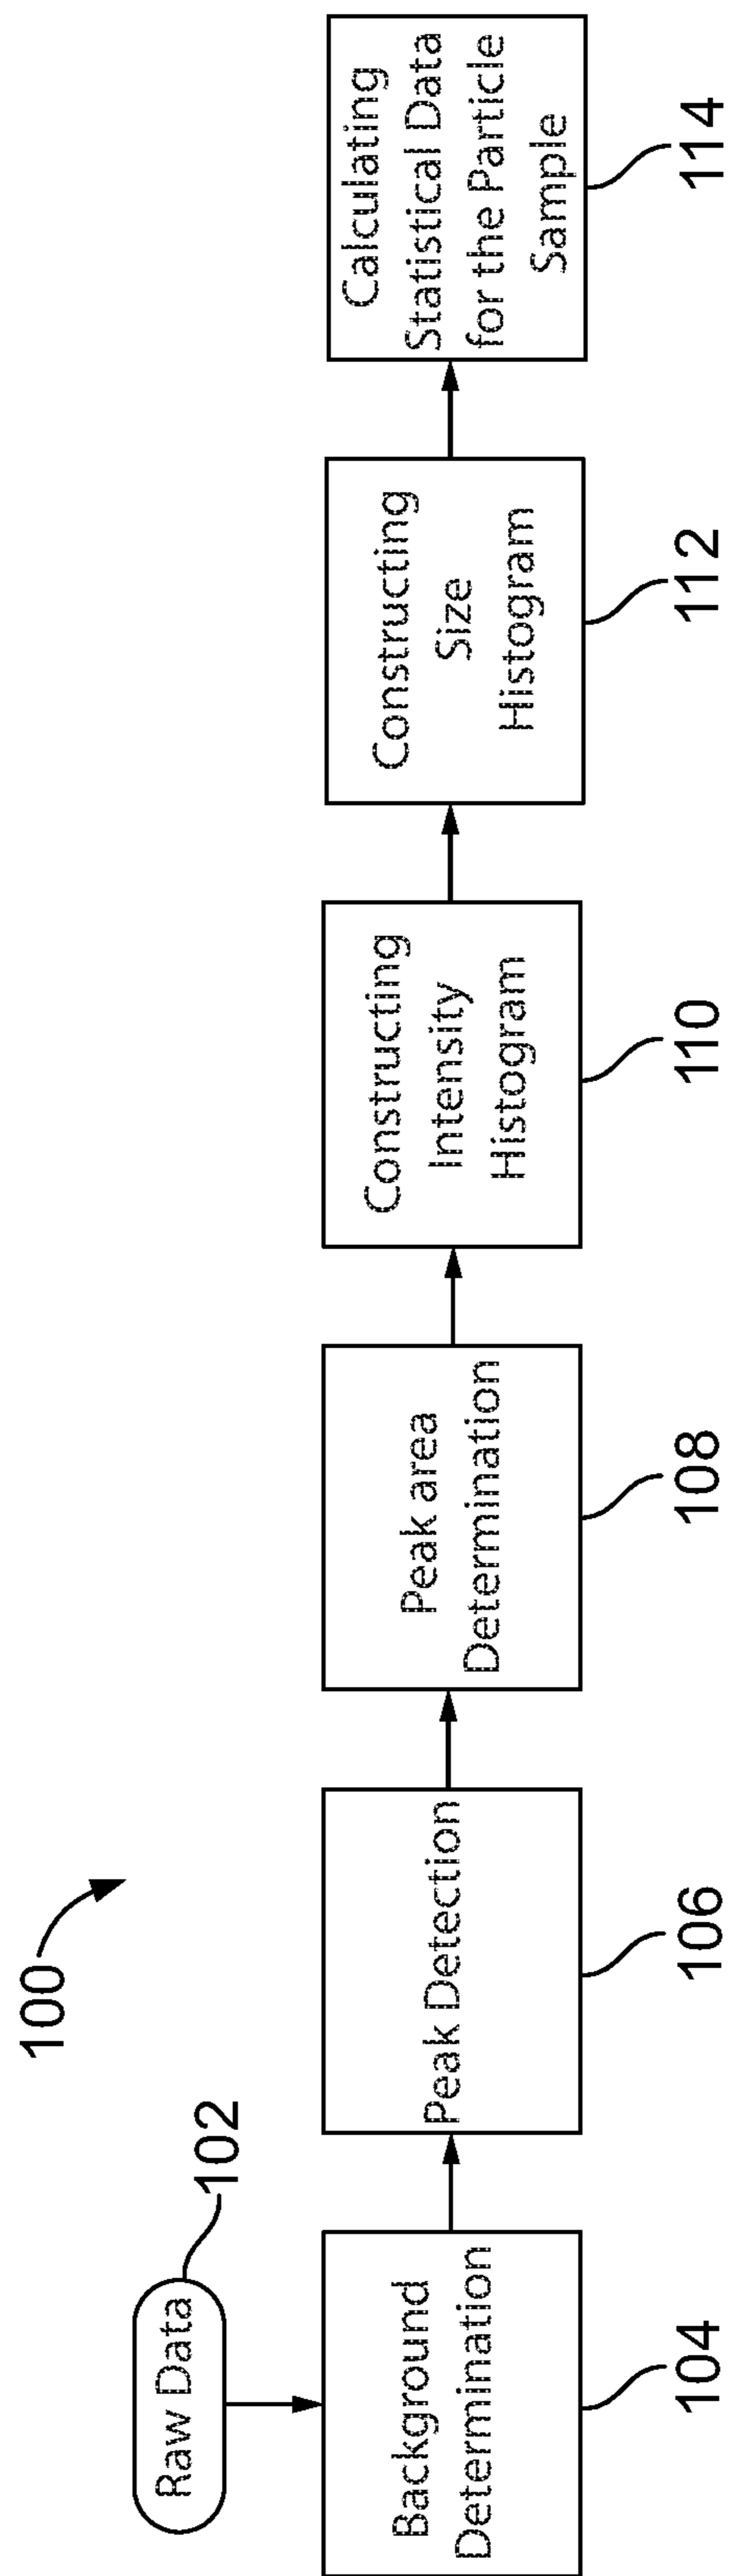 100
Raw Data
102
Background
Determination
104
Peak Detection
106
Peak area
Determination
108
Constructing
Intensity
Histogram
110
Constructing
Size
Histogram
112
Calculating
Statistical Data
for the Particle
Sample
114